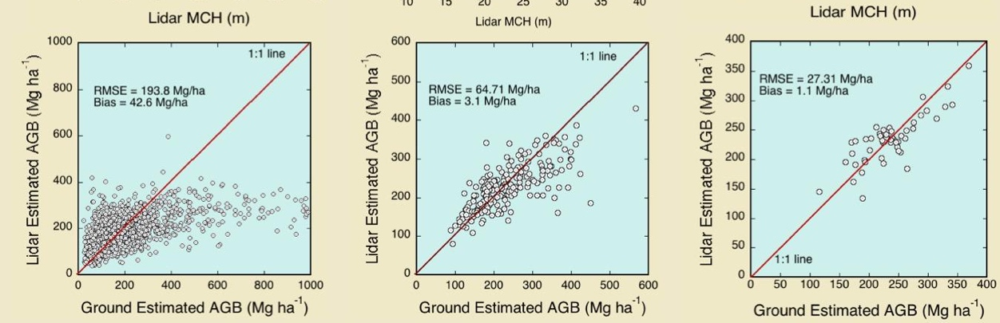 Lidar MCH (m)
1000
800
600
400
200
0
0 200 400 600 800 1000
Lidar Estimated AGB (Mg ha⁻¹)
Ground Estimated AGB (Mg ha⁻¹)
1:1 line
RMSE = 193.8 Mg/ha
Bias = 42.6 Mg/ha
10 15 20 25 30 35 40
Lidar MCH (m)
600
500
400
300
200
100
0
0 100 200 300 400 500 600
Lidar Estimated AGB (Mg ha⁻¹)
Ground Estimated AGB (Mg ha⁻¹)
1:1 line
RMSE = 64.71 Mg/ha
Bias = 3.1 Mg/ha
Lidar MCH (m)
400
350
300
250
200
150
100
50
0
0 50 100 150 200 250 300 350 400
Lidar Estimated AGB (Mg ha⁻¹)
Ground Estimated AGB (Mg ha⁻¹)
RMSE = 27.31 Mg/ha
Bias = 1.1 Mg/ha
1:1 line